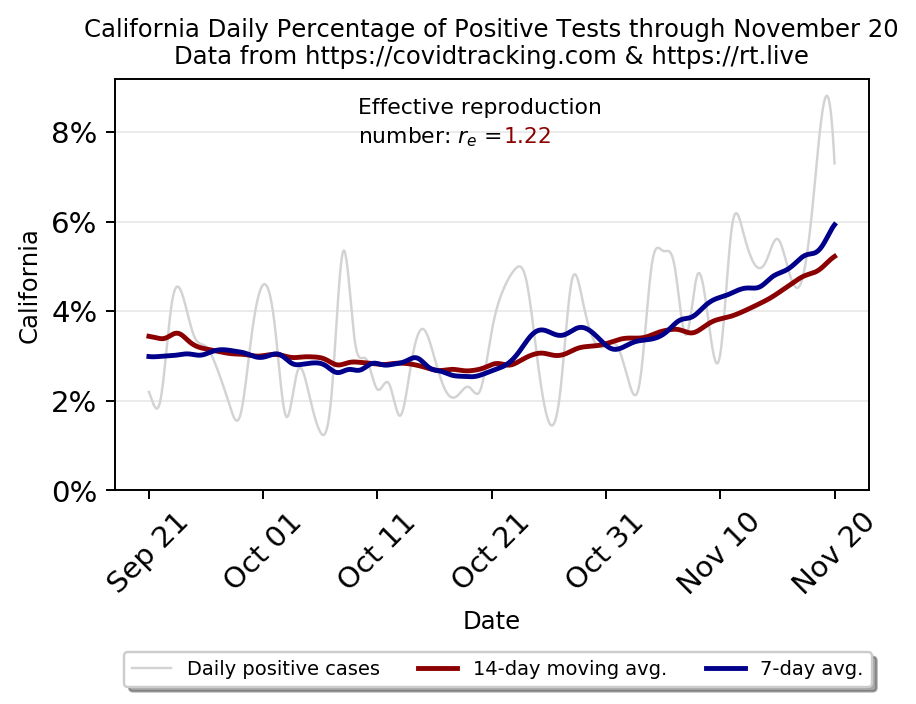 California Daily Percentage of Positive Tests through November 20
Data from https://covidtracking.com & https://rt.live
Effective reproduction
number: rₑ =1.22
8%
6%
4%
2%
0%
California
Sep 21
Oct 01
Oct 11
Oct 21
Oct 31
Nov 10
Nov 20
Date
Daily positive cases
14-day moving avg.
7-day avg.